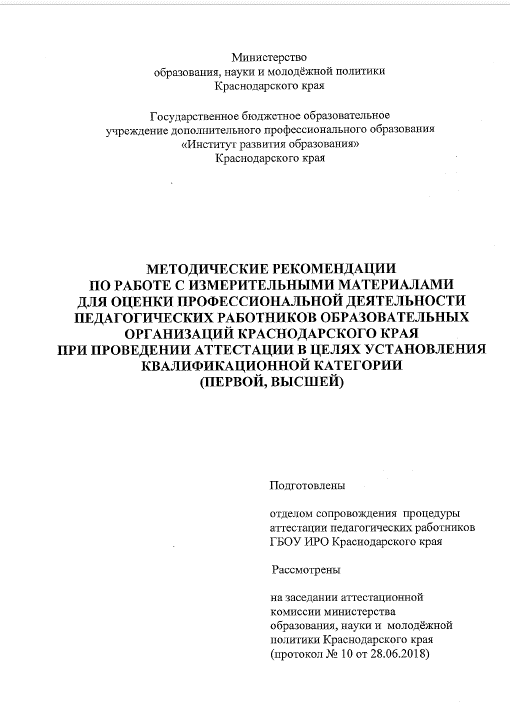 Министерство
образования, науки и молодёжной политики
Краснодарского края
Государственное бюджетное образовательное
учреждение дополнительного профессионального образования
«Институт развития образования»
Краснодарского края
МЕТОДИЧЕСКИЕ РЕКОМЕНДАЦИИ
ПО РАБОТЕ С ИЗМЕРИТЕЛЬНЫМИ МАТЕРИАЛАМИ
ДЛЯ ОЦЕНКИ ПРОФЕССИОНАЛЬНОЙ ДЕЯТЕЛЬНОСТИ
ПЕДАГОГИЧЕСКИХ РАБОТНИКОВ ОБРАЗОВАТЕЛЬНЫХ
ОРГАНИЗАЦИЙ КРАСНОДАРСКОГО КРАЯ
ПРИ ПРОВЕДЕНИИ АТТЕСТАЦИИ В ЦЕЛЯХ УСТАНОВЛЕНИЯ
КВАЛИФИКАЦИОННОЙ КАТЕГОРИИ
(ПЕРВОЙ, ВЫСШЕЙ)
Подготовлены
отделом сопровождения процедуры
аттестации педагогических работников
ГБОУ ИРО Краснодарского края
Рассмотрены
на заседании аттестационной
комиссии министерства
образования, науки и молодёжной
политики Краснодарского края
(протокол № 10 от 28.06.2018)